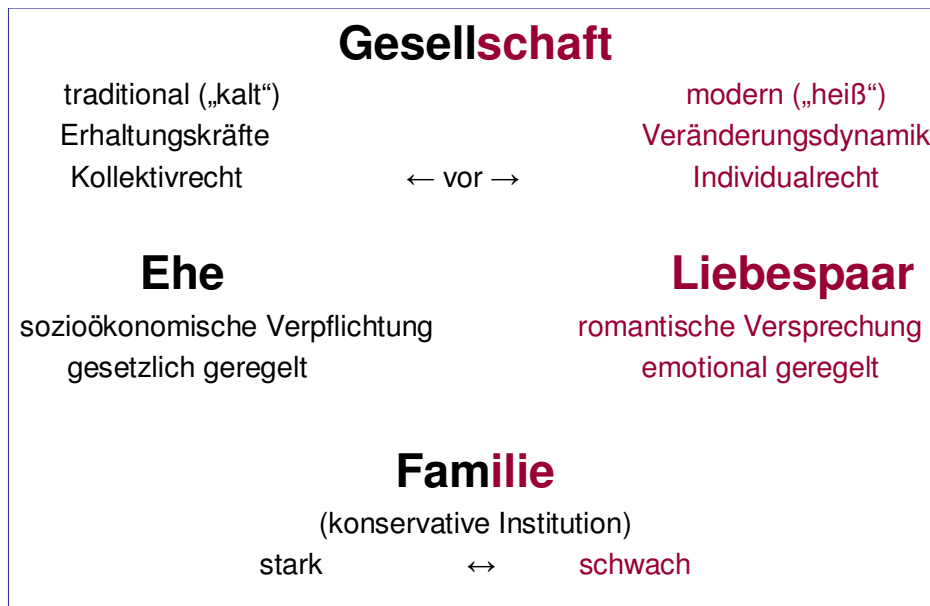 Gesellschaft
traditional („kalt“) modern („heiß“)
Erhaltungskräfte Veränderungsdynamik
Kollektivrecht ← vor → Individualrecht
Ehe Liebespaar
sozioökonomische Verpflichtung romantische Versprechung
gesetzlich geregelt emotional geregelt
Familie
(konservative Institution)
stark ↔ schwach